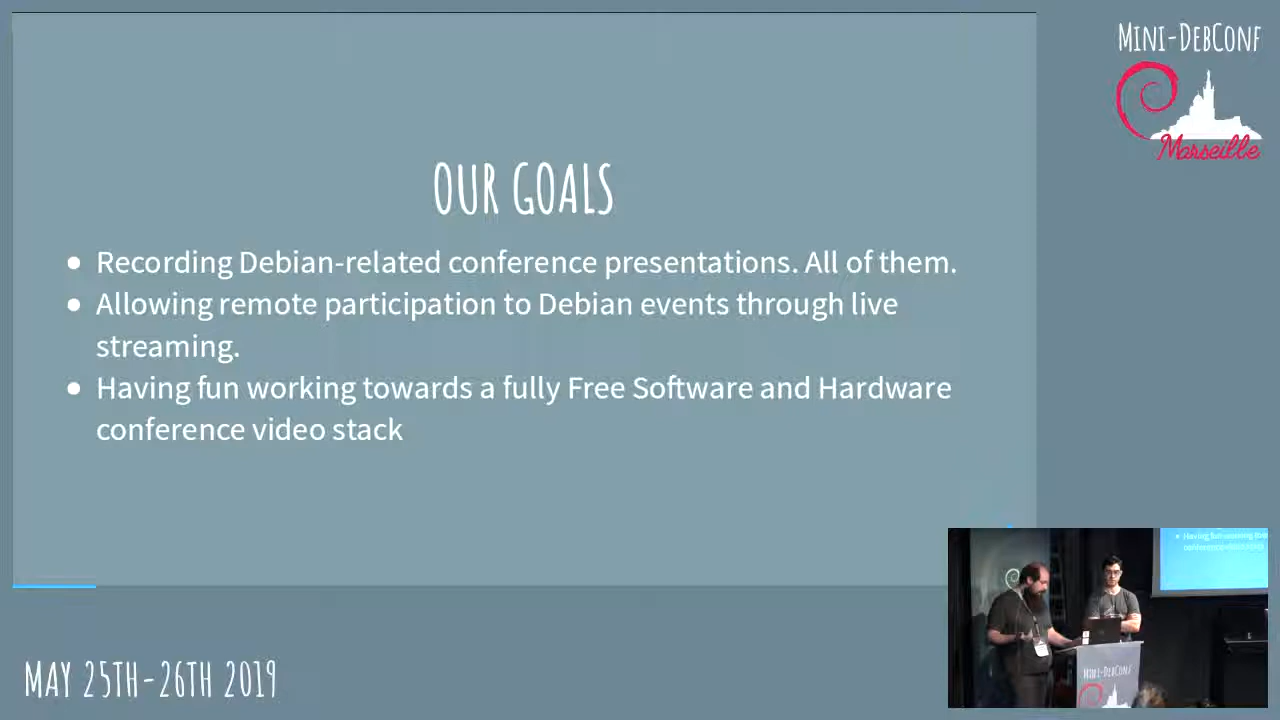 MINI-DEBCONF
Marseille
OUR GOALS
Recording Debian-related conference presentations. All of them.
Allowing remote participation to Debian events through live
streaming.
Having fun working towards a fully Free Software and Hardware
conference video stack
MINI-DEBCONF
MAY 25TH-26TH 2019